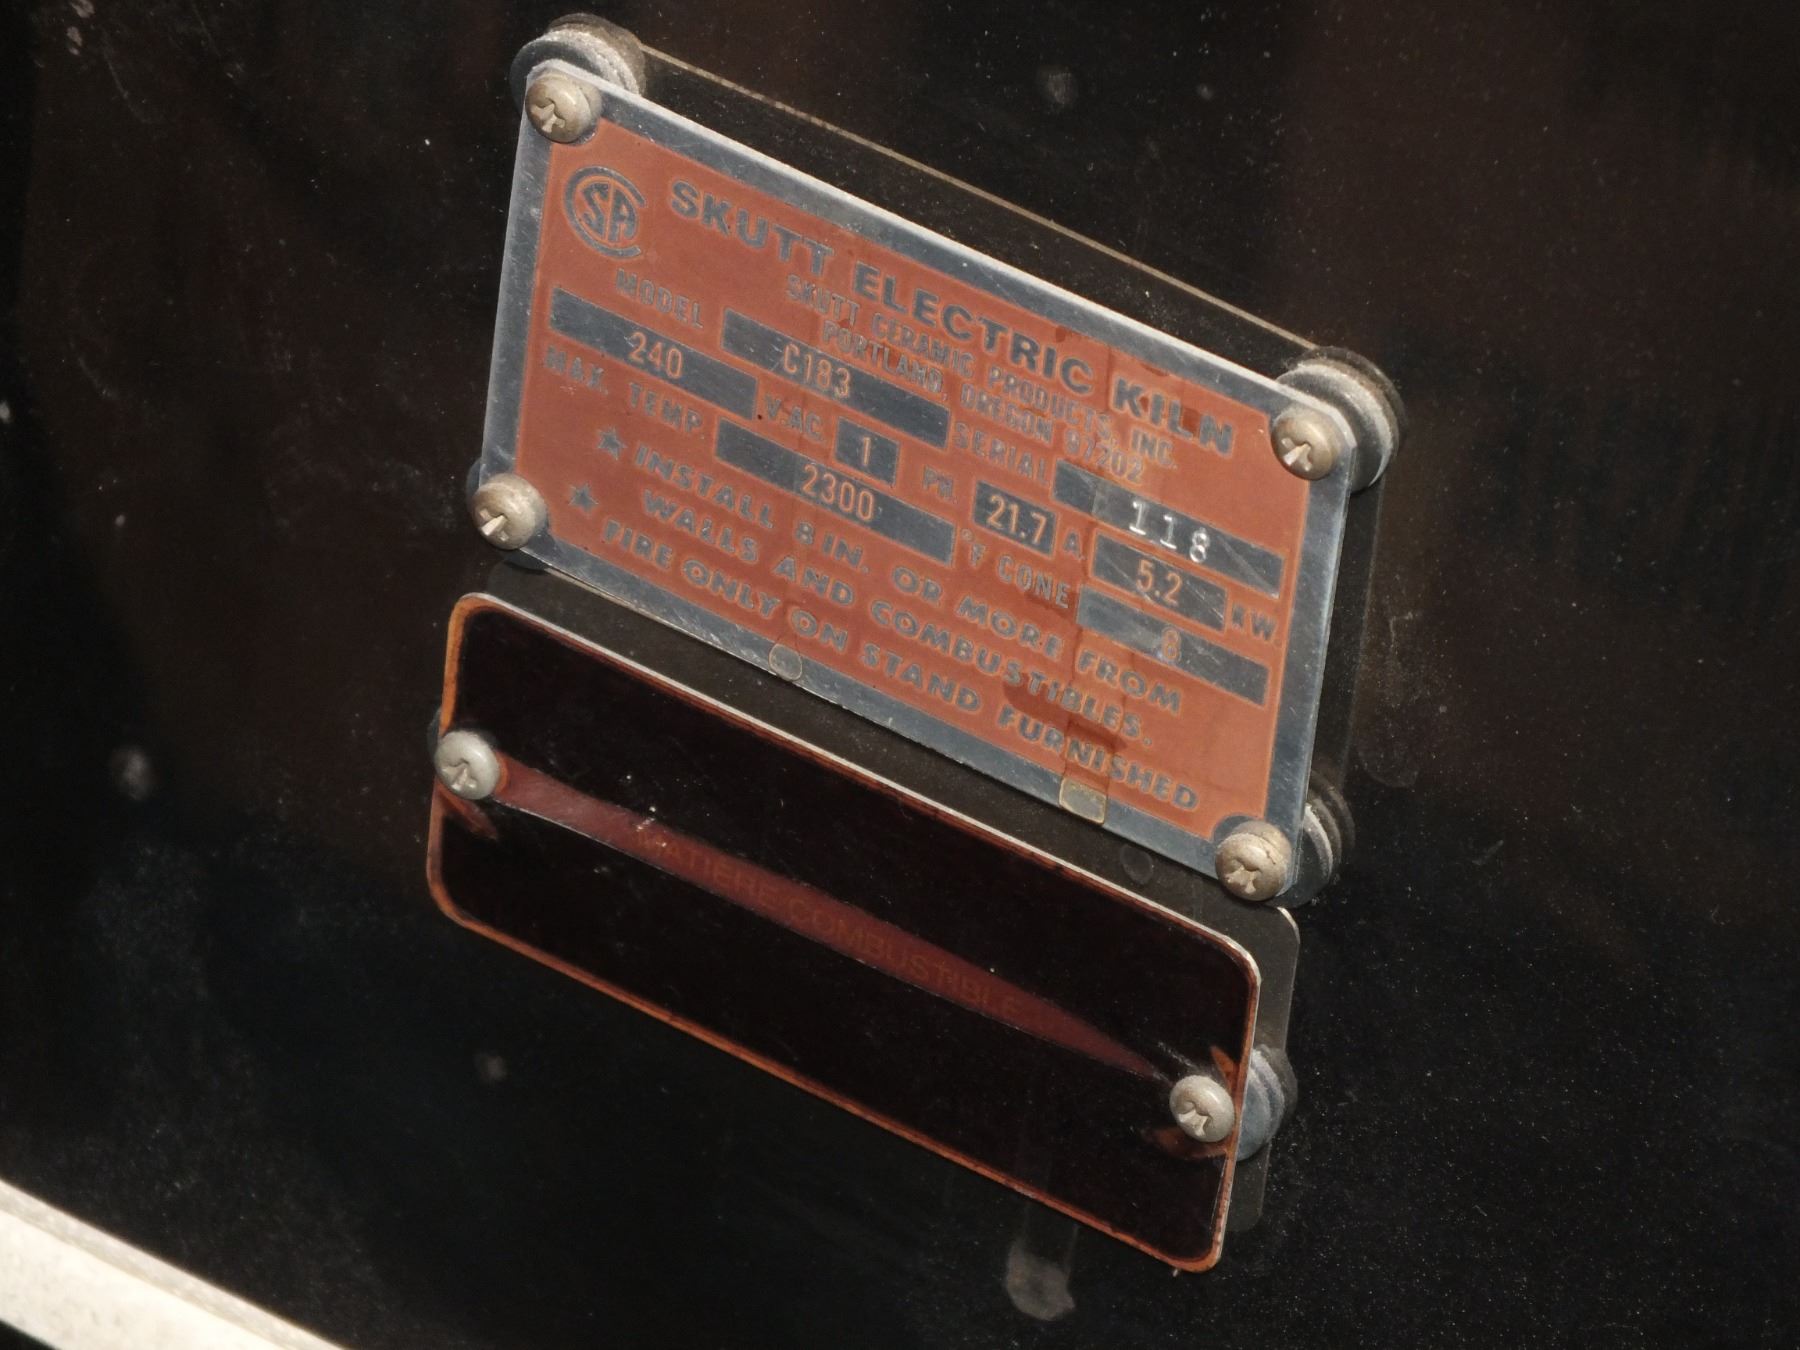 CSA SKUTT ELECTRIC KILN
SKUTT CERAMIC PRODUCTS, INC.
PORTLAND, OREGON 97202
MODEL C183 SERIAL 118
240 V-AC 1 PH. 21.7 A 5.2 KW.
MAX. TEMP 2300 °F CONE 8
★ INSTALL 8 IN. OR MORE FROM
WALLS AND COMBUSTIBLES.
★ FIRE ONLY ON STAND FURNISHED
MATIERE COMBUSTIBLE